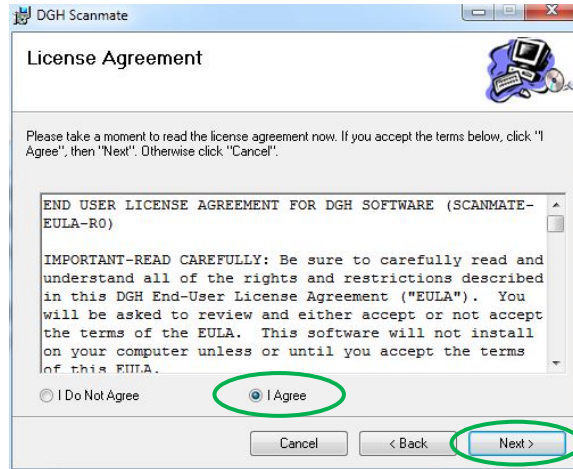 DGH Scanmate
License Agreement
Please take a moment to read the license agreement now. If you accept the terms below, click "I
Agree", then "Next". Otherwise click "Cancel".
END USER LICENSE AGREEMENT FOR DGH SOFTWARE (SCANMATE-
EULA-R0)
IMPORTANT-READ CAREFULLY: Be sure to carefully read and
understand all of the rights and restrictions described
in this DGH End-User License Agreement ("EULA"). You
will be asked to review and either accept or not accept
the terms of the EULA. This software will not install
on your computer unless or until you accept the terms
of this EULA.
I Do Not Agree
I Agree
Cancel
< Back
Next >